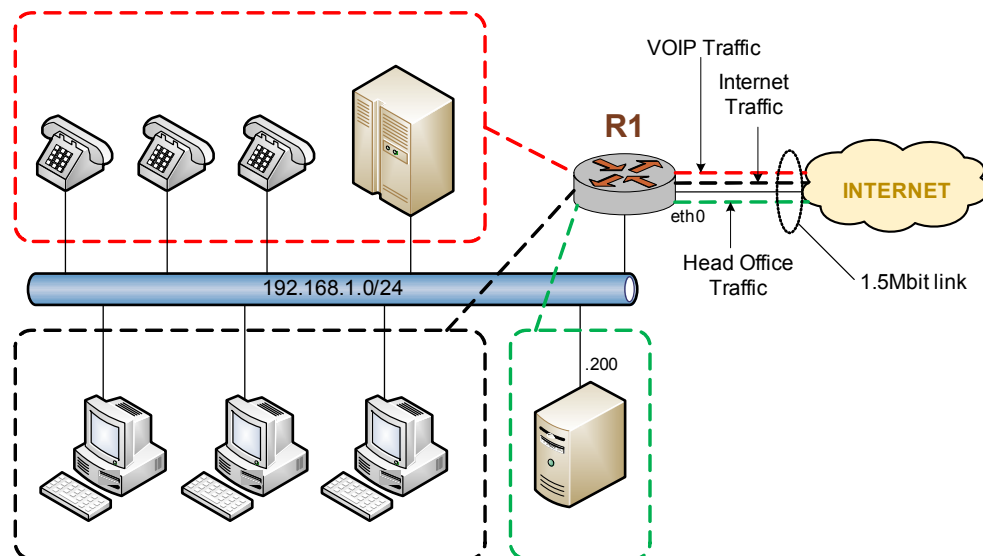 VOIP Traffic
Internet
Traffic
R1
INTERNET
eth0
Head Office
Traffic
1.5Mbit link
192.168.1.0/24
.200